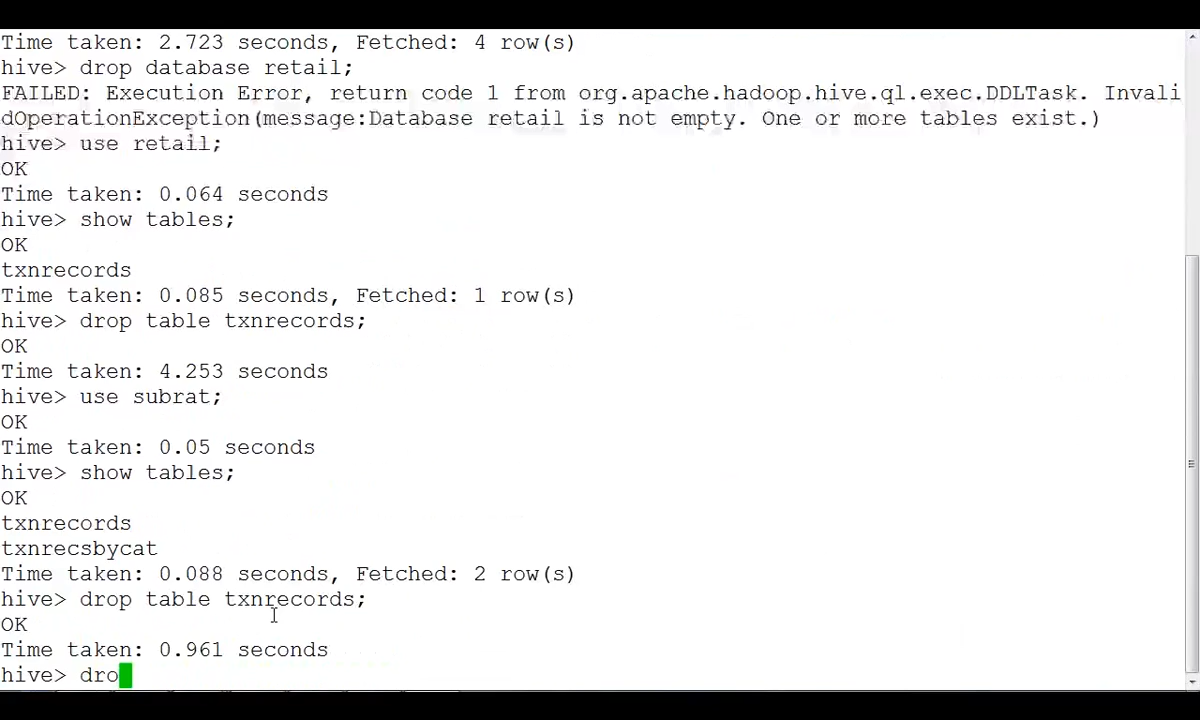 Time taken: 2.723 seconds, Fetched: 4 row(s)
hive> drop database retail;
FAILED: Execution Error, return code 1 from org.apache.hadoop.hive.ql.exec.DDLTask. Invali
dOperationException(message:Database retail is not empty. One or more tables exist.)
hive> use retail;
OK
Time taken: 0.064 seconds
hive> show tables;
OK
txnrecords
Time taken: 0.085 seconds, Fetched: 1 row(s)
hive> drop table txnrecords;
OK
Time taken: 4.253 seconds
hive> use subrat;
OK
Time taken: 0.05 seconds
hive> show tables;
OK
txnrecords
txnrecsbycat
Time taken: 0.088 seconds, Fetched: 2 row(s)
hive> drop table txnrecords;
OK
Time taken: 0.961 seconds
hive> dro